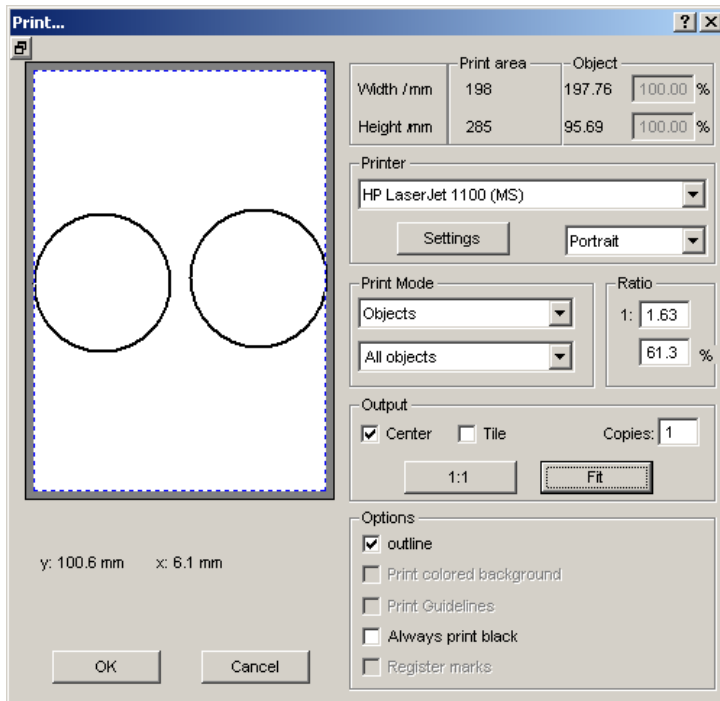 Print...
Print area Object
Width /mm 198 197.76 100.00 %
Height /mm 285 95.69 100.00 %
Printer
HP LaserJet 1100 (MS)
Settings Portrait
Print Mode Ratio
Objects 1: 1.63
All objects 61.3 %
Output
Center Tile Copies: 1
1:1 Fit
Options
outline
y: 100.6 mm x: 6.1 mm
Print colored background
Print Guidelines
Always print black
OK Cancel Register marks